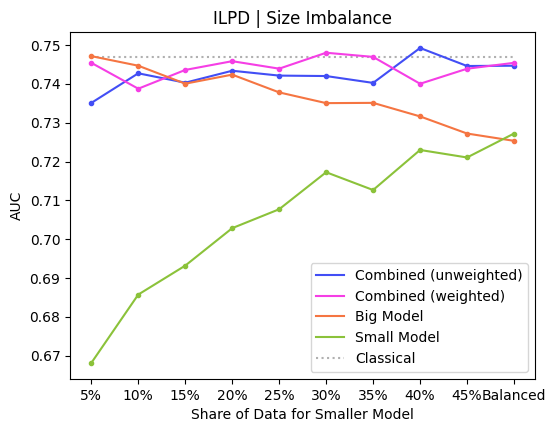 ILPD | Size Imbalance
AUC
0.75
0.74
0.73
0.72
0.71
0.70
0.69
0.68
0.67
Combined (unweighted)
Combined (weighted)
Big Model
Small Model
Classical
5% 10% 15% 20% 25% 30% 35% 40% 45% Balanced
Share of Data for Smaller Model